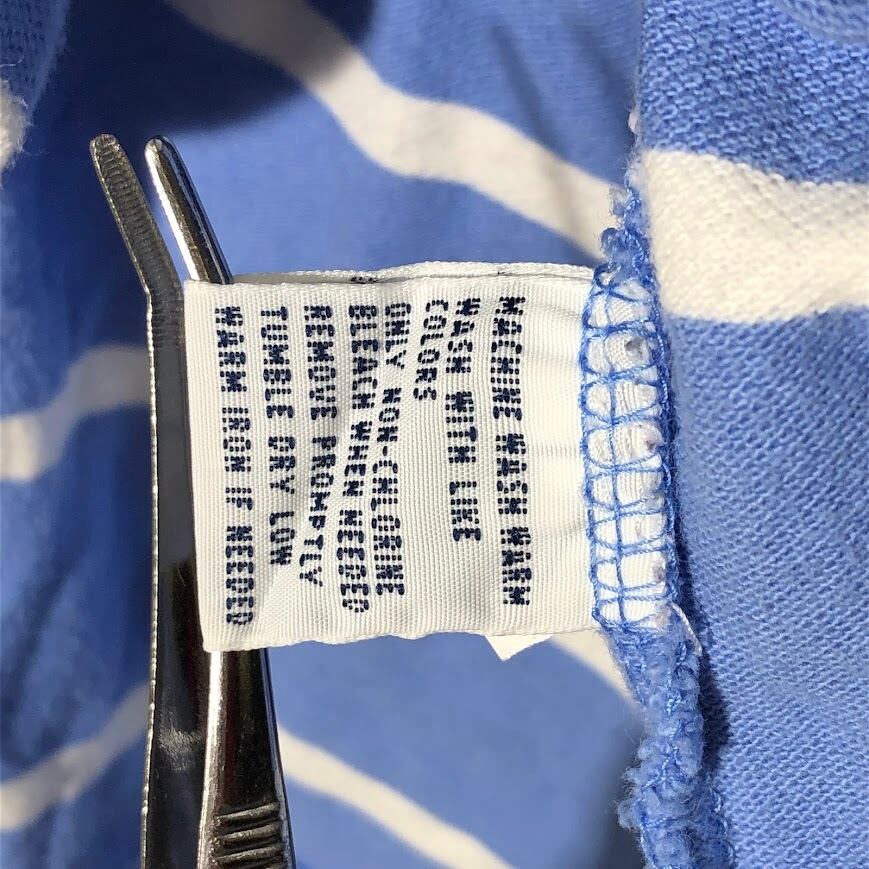 MACHINE WASH WARM
WASH WITH LIKE
COLORS
ONLY NON-CHLORINE
BLEACH WHEN NEEDED
REMOVE PROMPTLY
TUMBLE DRY LOW
WARM IRON IF NEEDED